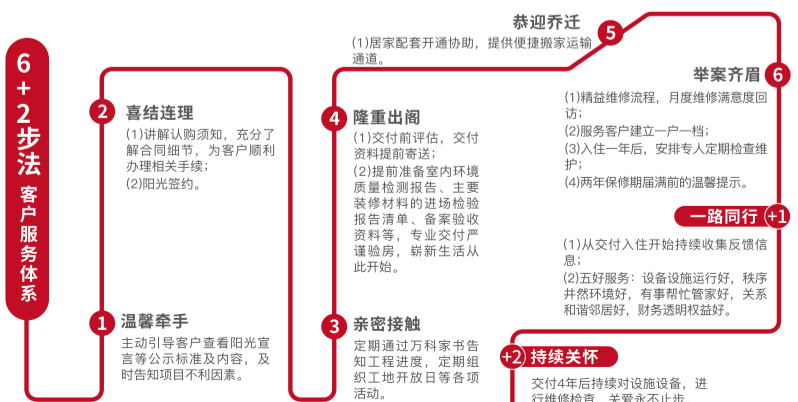 6+2步法
客户服务体系
1
温馨牵手
主动引导客户查看阳光宣
言等公示标准及内容，及
时告知项目不利因素。
2
喜结连理
(1)讲解认购须知，充分了
解合同细节，为客户顺利
办理相关手续；
(2)阳光签约。
3
亲密接触
定期通过万科家书告
知工程进度，定期组
织工地开放日等各项
活动。
4
隆重出阁
(1)交付前评估，交付
资料提前寄送；
(2)提前准备室内环境
质量检测报告、主要
装修材料的进场检验
报告清单、备案验收
资料等，专业交付严
谨验房，崭新生活从
此开始。
5
恭迎乔迁
(1)居家配套开通协助，提供便捷搬家运输
通道。
6
举案齐眉
(1)精益维修流程，月度维修满意度回
访；
(2)服务客户建立一户一档；
(3)入住一年后，安排专人定期检查维
护；
(4)两年保修期届满前的温馨提示。
一路同行 +1
(1)从交付入住开始持续收集反馈信
息；
(2)五好服务：设备设施运行好，秩序
井然环境好，有事帮忙管家好，关系
和谐邻居好，财务透明权益好。
+2 持续关怀
交付4年后持续对设施设备，进
行维修检查，关爱永不止步